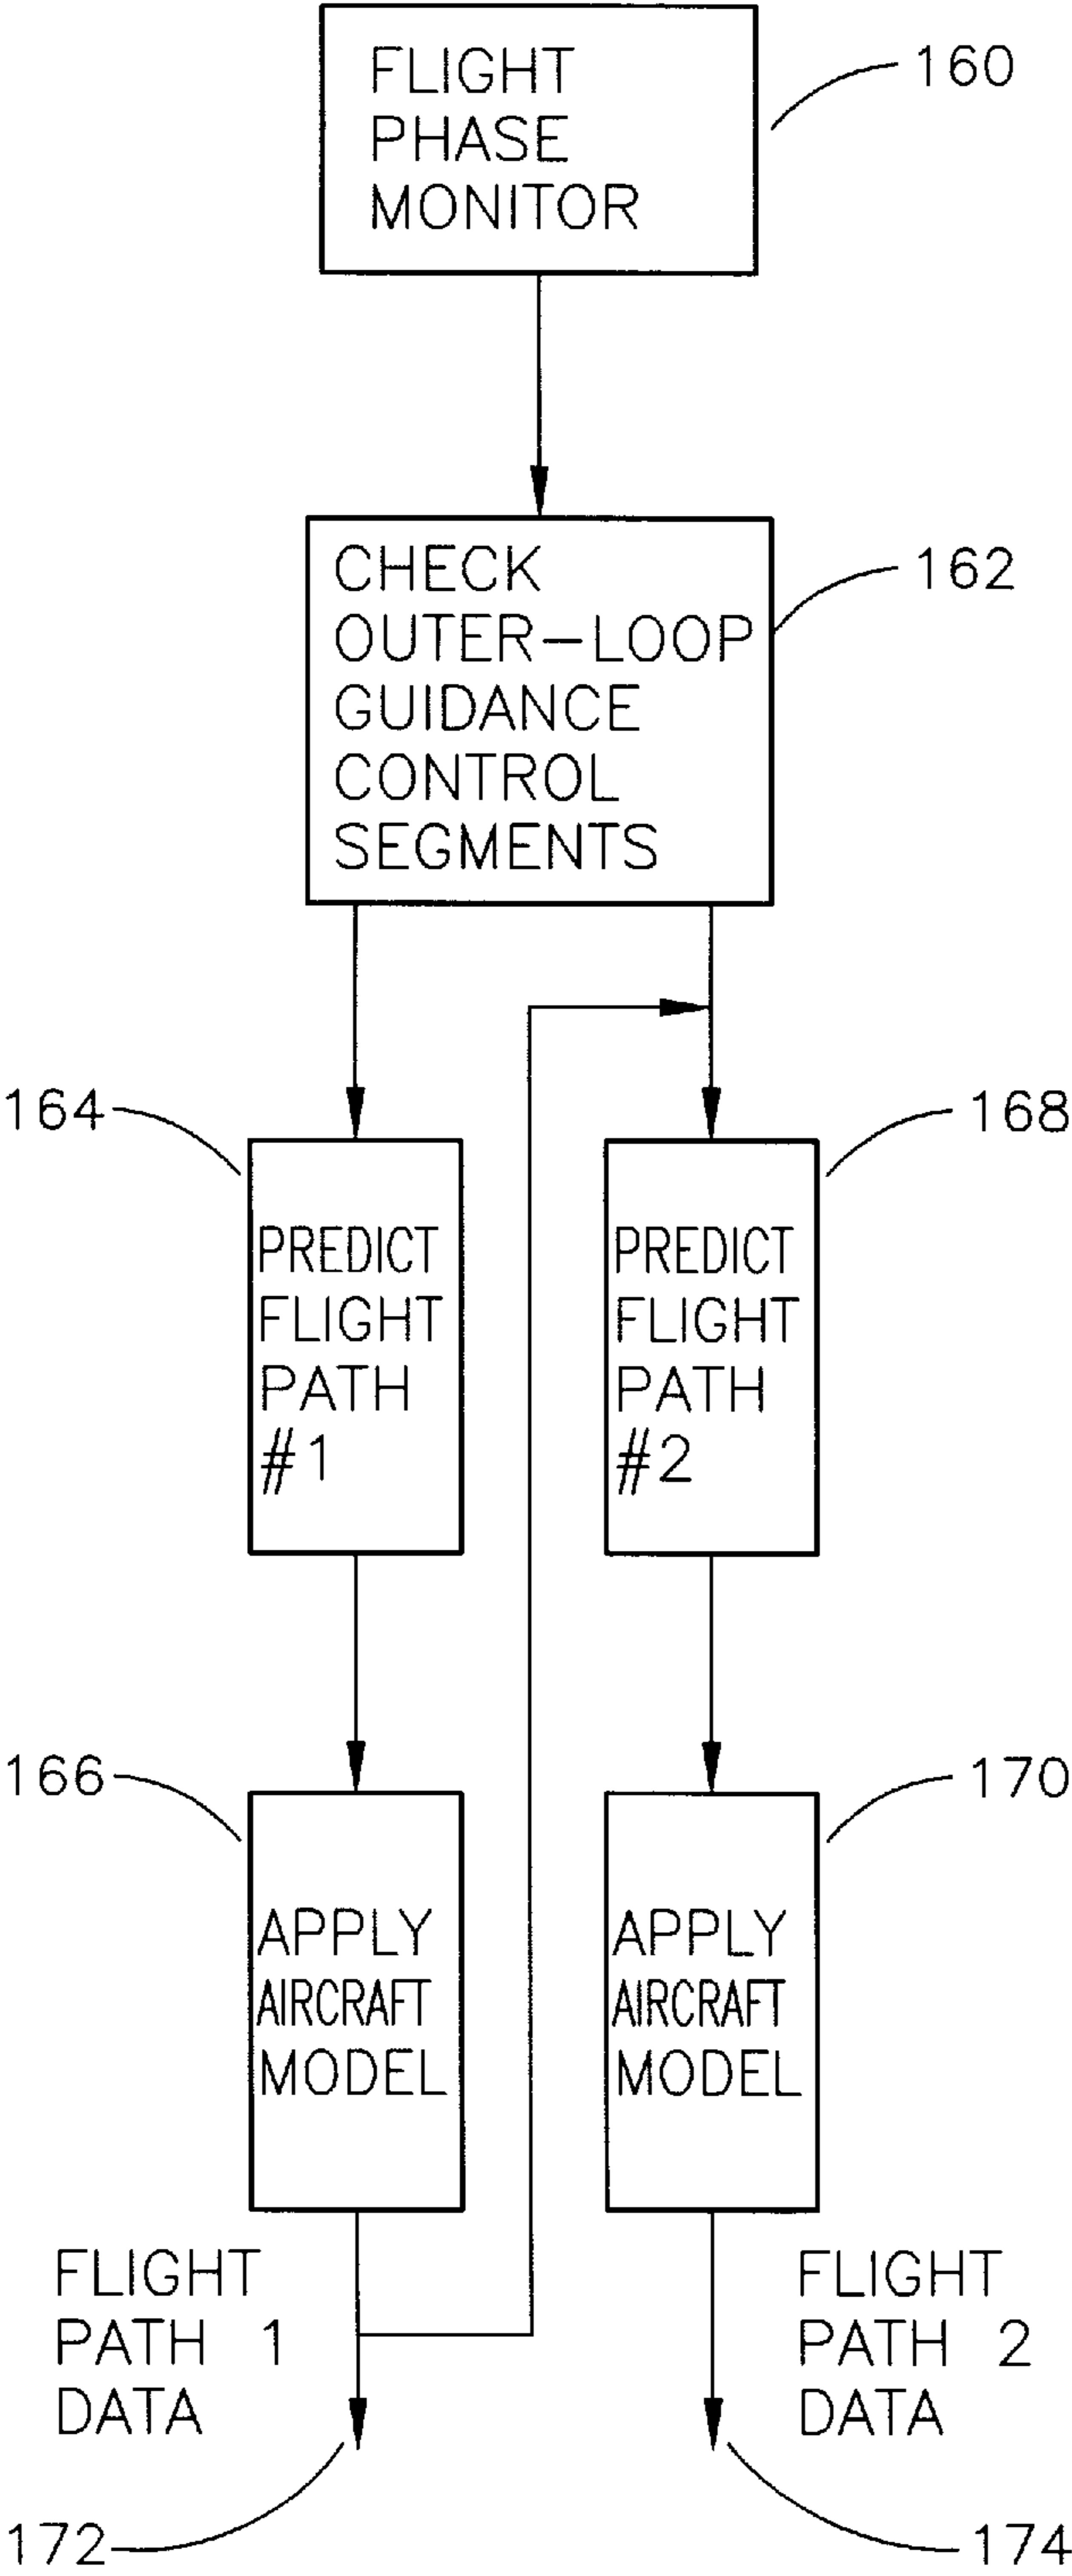 FLIGHT
PHASE
MONITOR
160
CHECK
OUTER-LOOP
GUIDANCE
CONTROL
SEGMENTS
162
164
PREDICT
FLIGHT
PATH
#1
168
PREDICT
FLIGHT
PATH
#2
166
APPLY
AIRCRAFT
MODEL
170
APPLY
AIRCRAFT
MODEL
FLIGHT
PATH 1
DATA
172
FLIGHT
PATH 2
DATA
174